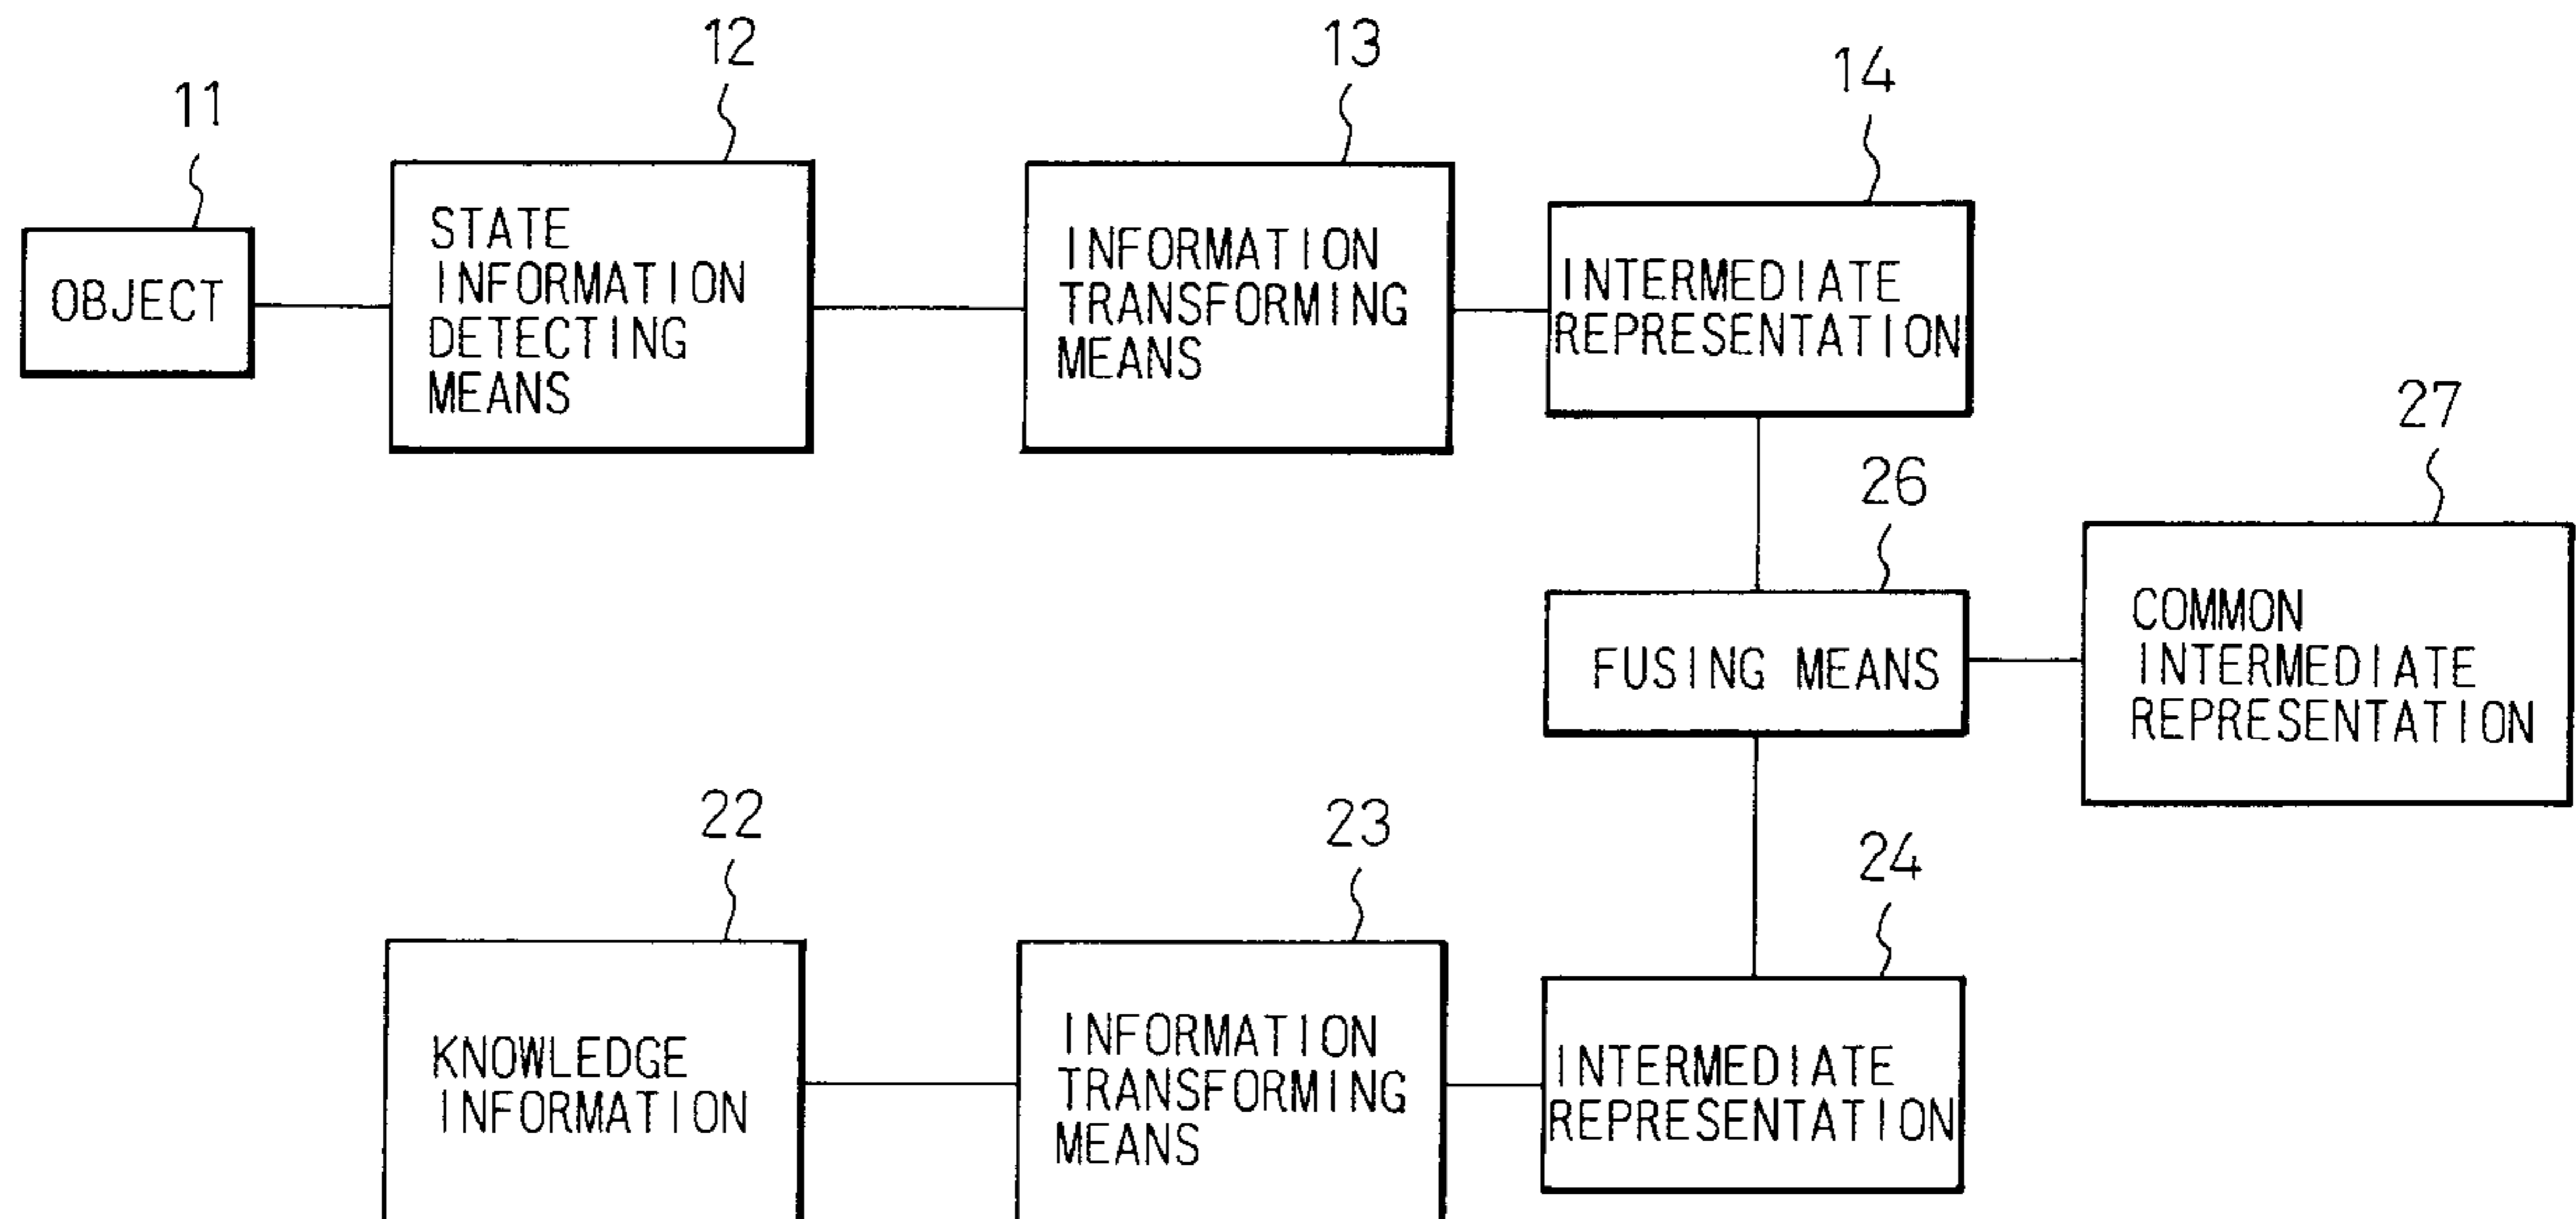 11
12
13
14
OBJECT
STATE
INFORMATION
DETECTING
MEANS
INFORMATION
TRANSFORMING
MEANS
INTERMEDIATE
REPRESENTATION
26
27
FUSING MEANS
COMMON
INTERMEDIATE
REPRESENTATION
22
23
24
KNOWLEDGE
INFORMATION
INFORMATION
TRANSFORMING
MEANS
INTERMEDIATE
REPRESENTATION